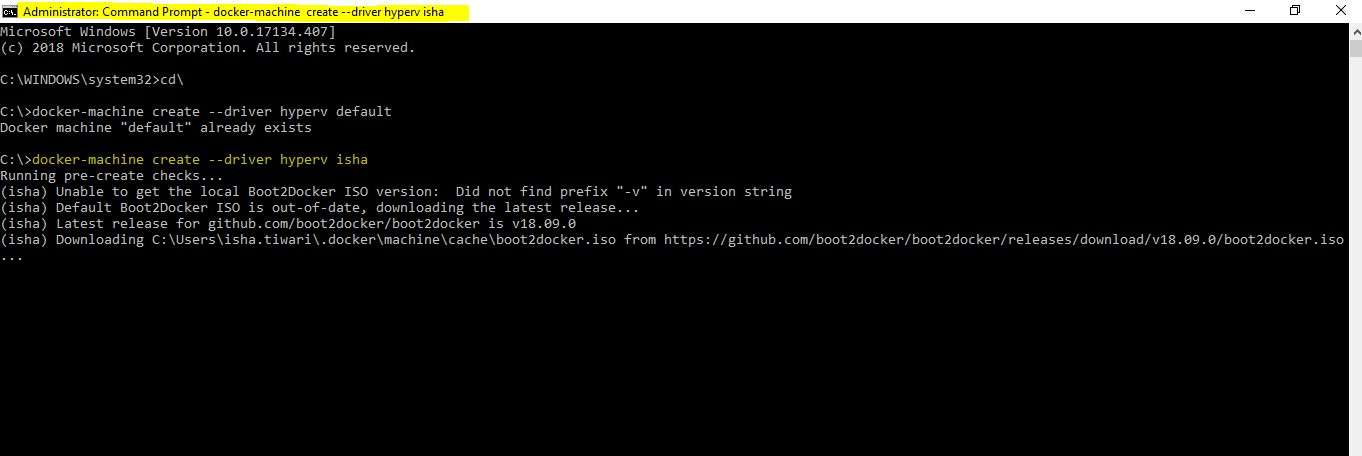 Administrator: Command Prompt - docker-machine  create --driver hyperv isha
Microsoft Windows [Version 10.0.17134.407]
(c) 2018 Microsoft Corporation. All rights reserved.
C:\WINDOWS\system32>cd\
C:\>docker-machine create --driver hyperv default
Docker machine "default" already exists
C:\>docker-machine create --driver hyperv isha
Running pre-create checks...
(isha) Unable to get the local Boot2Docker ISO version:  Did not find prefix "-v" in version string
(isha) Default Boot2Docker ISO is out-of-date, downloading the latest release...
(isha) Latest release for github.com/boot2docker/boot2docker is v18.09.0
(isha) Downloading C:\Users\isha.tiwari\.docker\machine\cache\boot2docker.iso from https://github.com/boot2docker/boot2docker/releases/download/v18.09.0/boot2docker.iso
...